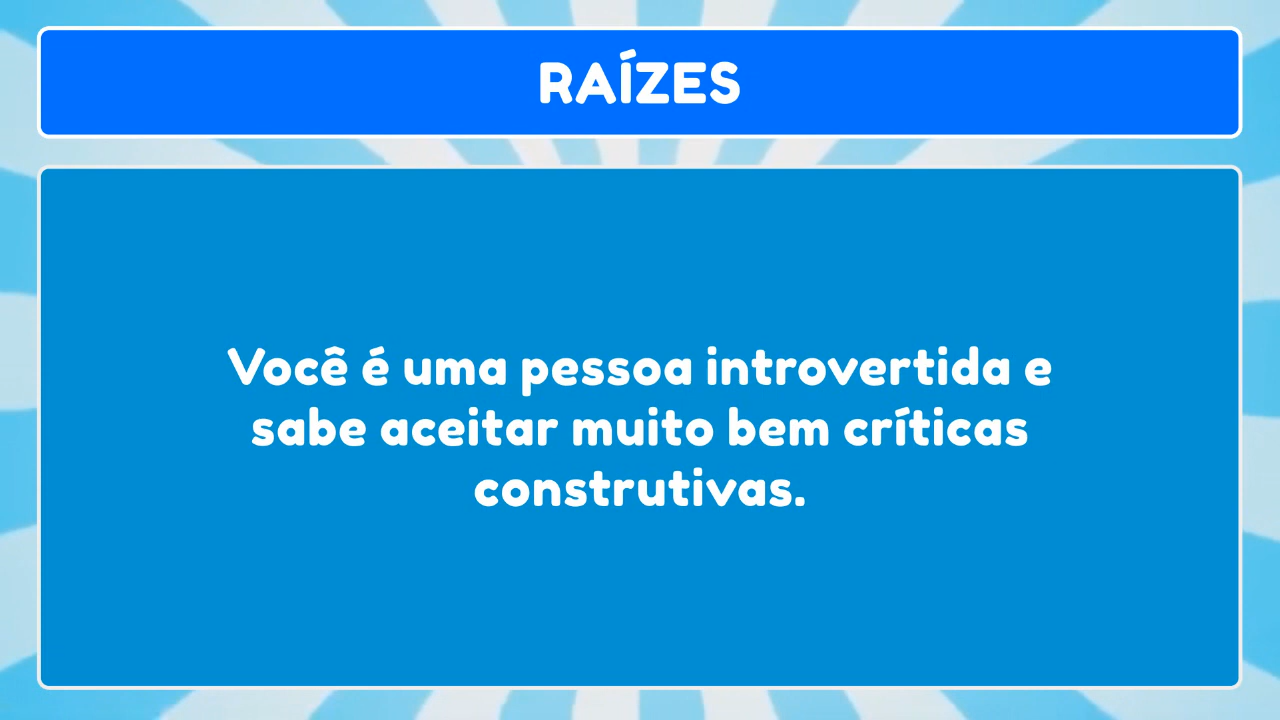 RAÍZES
Você é uma pessoa introvertida e
sabe aceitar muito bem críticas
construtivas.